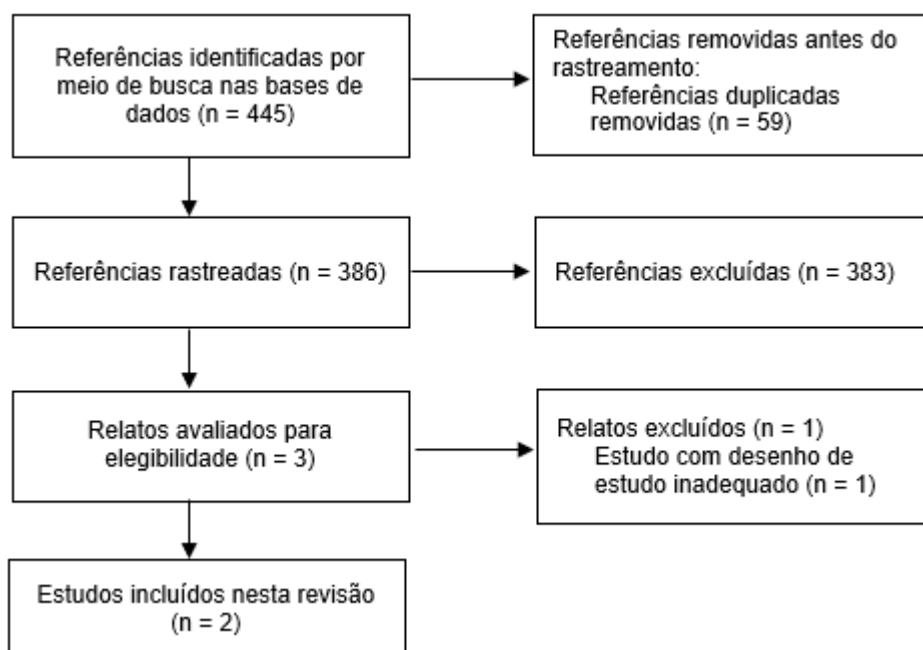 Referências identificadas por
meio de busca nas bases de
dados (n = 445)
Referências removidas antes do
rastreamento:
Referências duplicadas
removidas (n = 59)
Referências rastreadas (n = 386)
Referências excluídas (n = 383)
Relatos avaliados para
elegibilidade (n = 3)
Relatos excluídos (n = 1)
Estudo com desenho de
estudo inadequado (n = 1)
Estudos incluídos nesta revisão
(n = 2)